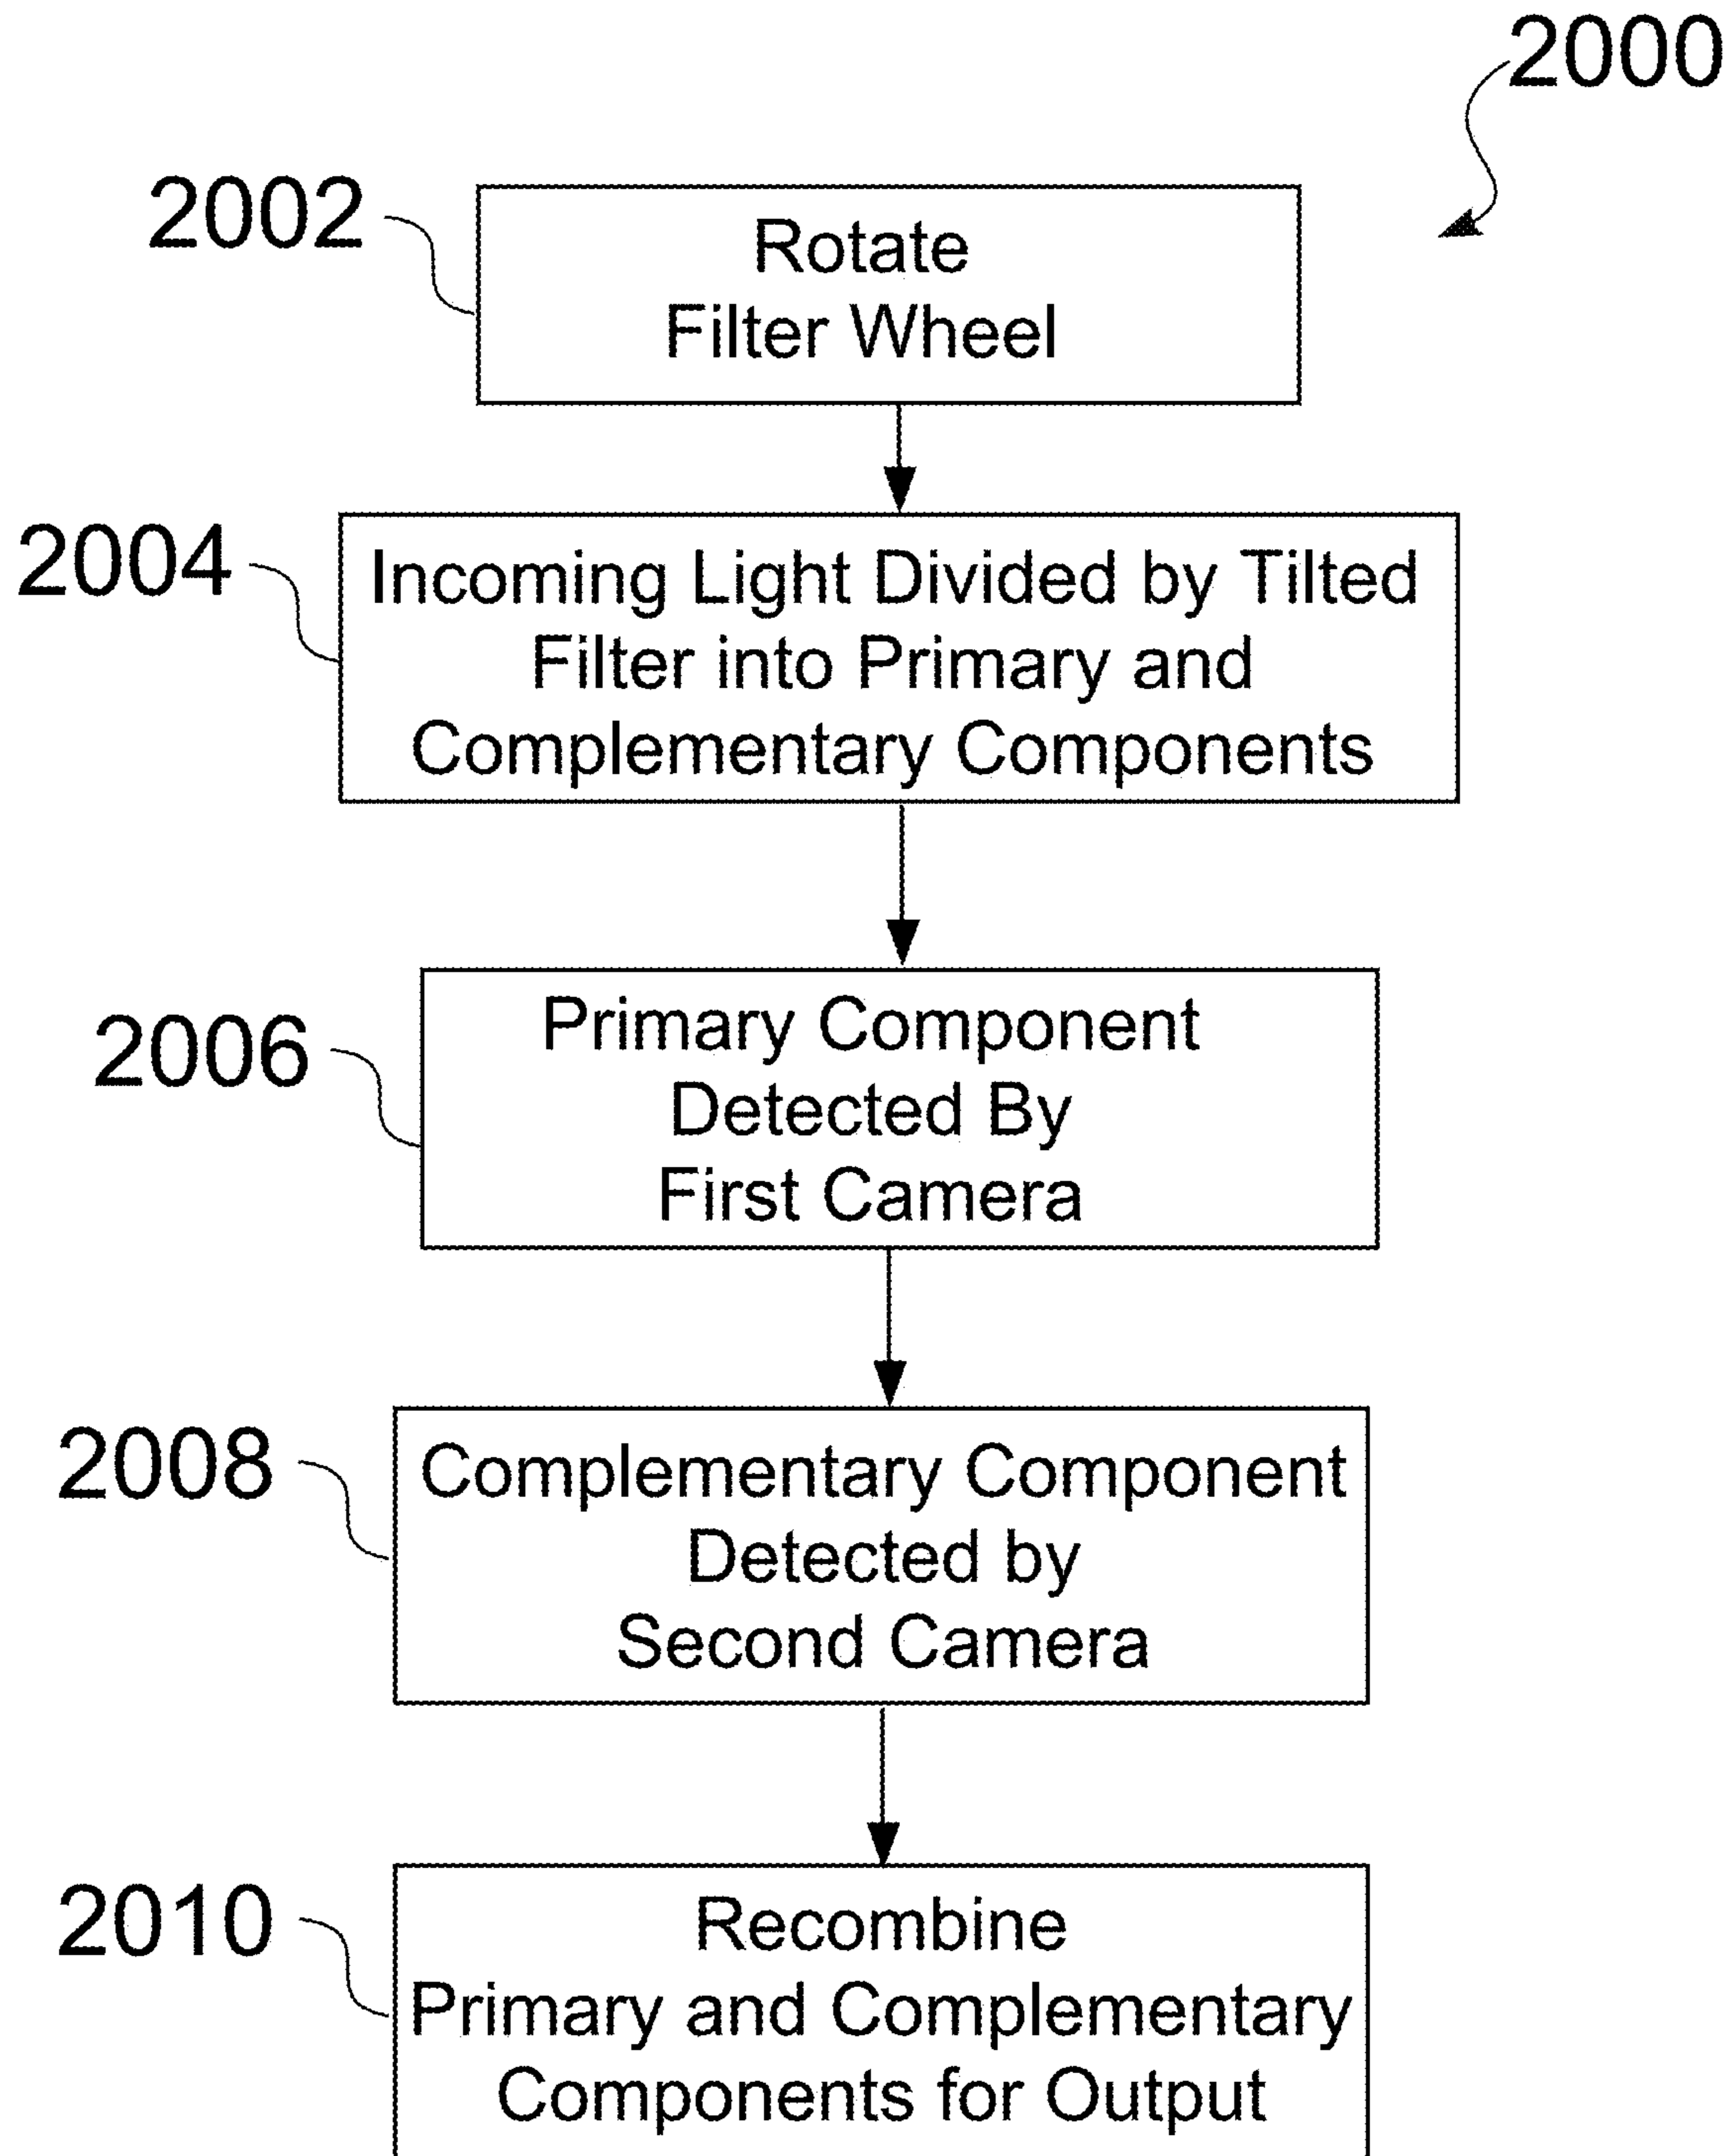 2000
2002
Rotate
Filter Wheel
2004
Incoming Light Divided by Tilted
Filter into Primary and
Complementary Components
2006
Primary Component
Detected By
First Camera
2008
Complementary Component
Detected by
Second Camera
2010
Recombine
Primary and Complementary
Components for Output